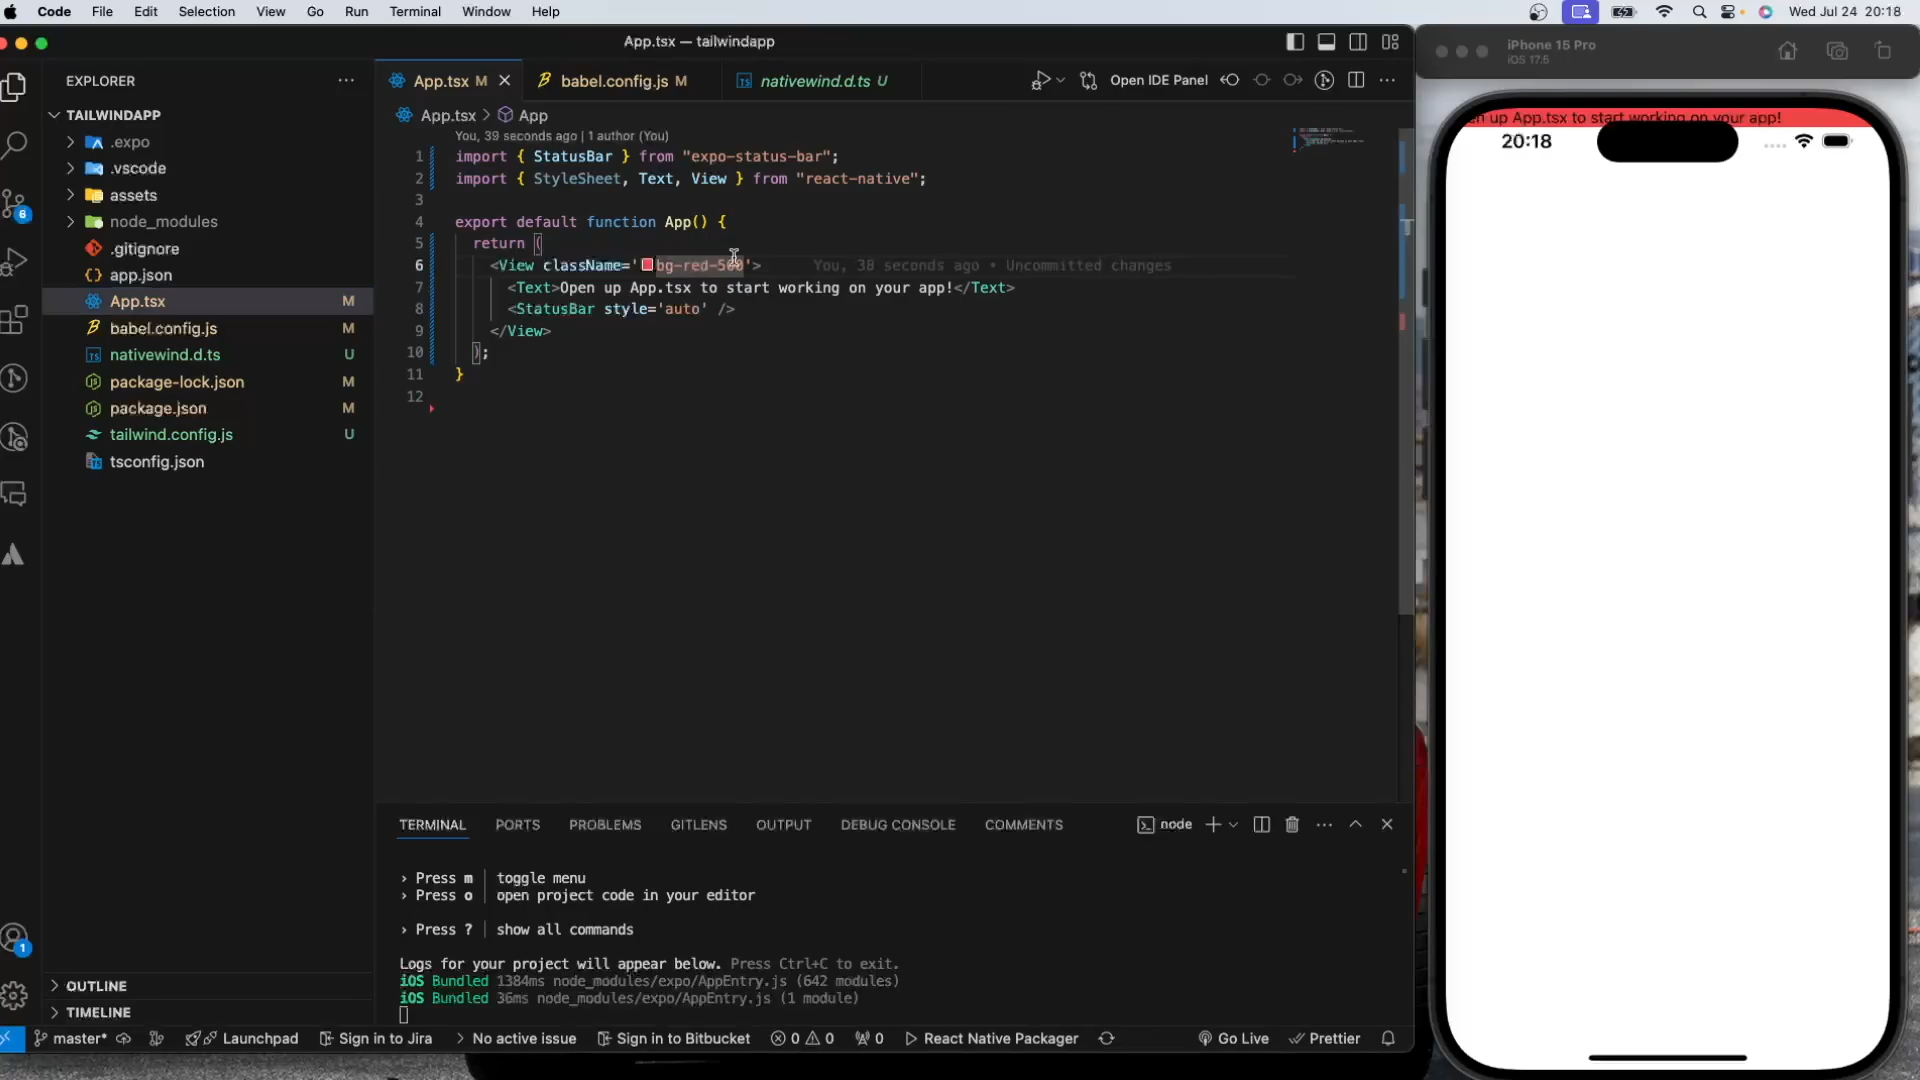 Code File Edit Selection View Go Run Terminal Window Help
Wed Jul 24 20:18
App.tsx — tailwindapp
EXPLORER
TAILWINDAPP
.expo
.vscode
assets
node_modules
.gitignore
app.json
App.tsx M
babel.config.js M
nativewind.d.ts U
package-lock.json M
package.json M
tailwind.config.js U
tsconfig.json
OUTLINE
TIMELINE
6
1
App.tsx M
babel.config.js M
nativewind.d.ts U
Open IDE Panel
App.tsx > App
You, 39 seconds ago | 1 author (You)
1 import { StatusBar } from "expo-status-bar";
2 import { StyleSheet, Text, View } from "react-native";
3
4 export default function App() {
5 return (
6 <View className='bg-red-500'> You, 38 seconds ago • Uncommitted changes
7 <Text>Open up App.tsx to start working on your app!</Text>
8 <StatusBar style='auto' />
9 </View>
10 );
11 }
12
TERMINAL PORTS PROBLEMS GITLENS OUTPUT DEBUG CONSOLE COMMENTS
node
› Press m │ toggle menu
› Press o │ open project code in your editor
› Press ? │ show all commands
Logs for your project will appear below. Press Ctrl+C to exit.
iOS Bundled 1384ms node_modules/expo/AppEntry.js (642 modules)
iOS Bundled 36ms node_modules/expo/AppEntry.js (1 module)
master* Launchpad Sign in to Jira No active issue Sign in to Bitbucket 0 0 0 React Native Packager Go Live Prettier
iPhone 15 Pro
iOS 17.5
en up App.tsx to start working on your app!
20:18